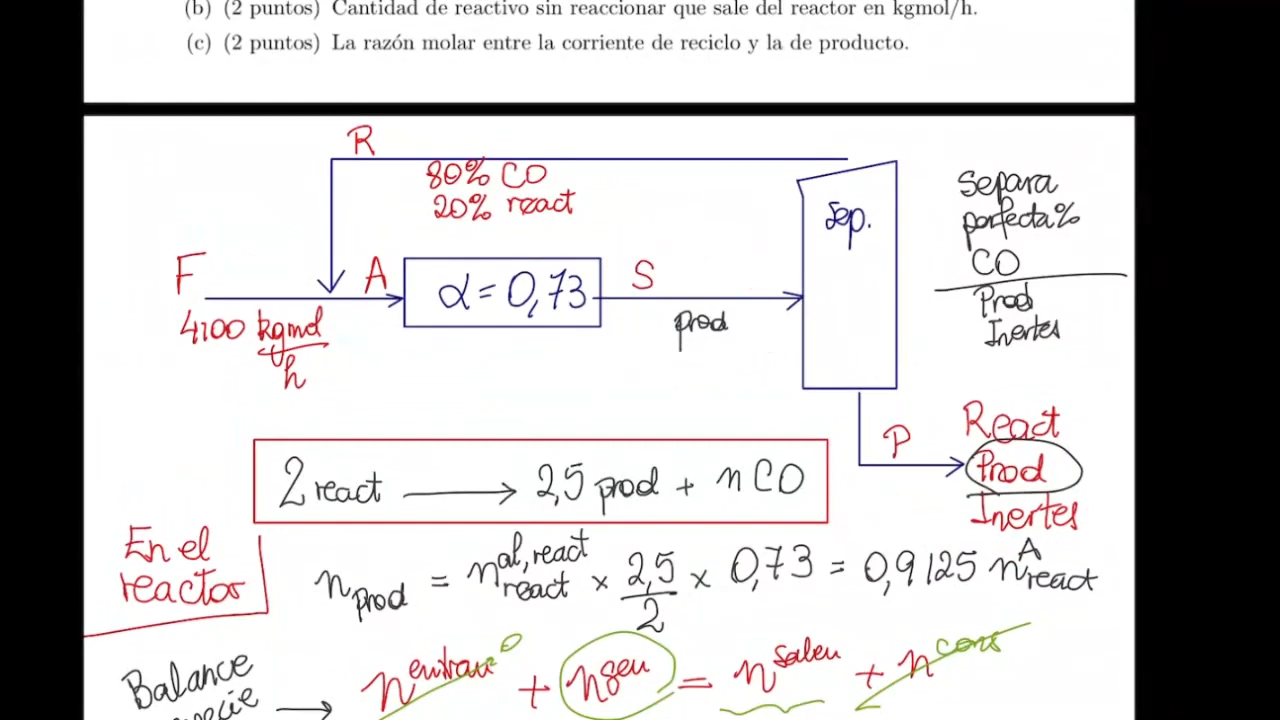 (b) (2 puntos) Cantidad de reactivo sin reaccionar que sale del reactor en kgmol/h.
(c) (2 puntos) La razón molar entre la corriente de reciclo y la de producto.
R
80% CO
20% react
Sep.
Separa
perfecta%
CO
Prod
Inertes
F
A
α = 0,73
S
4100 kgmol
h
prod
P
React
Prod
Inertes
2 react → 2,5 prod + n CO
En el
reactor
n prod = n al, react react × 2,5 / 2 × 0,73 = 0,9125 n A react
Balance
n entran 0 + n gen = n salen + n cons